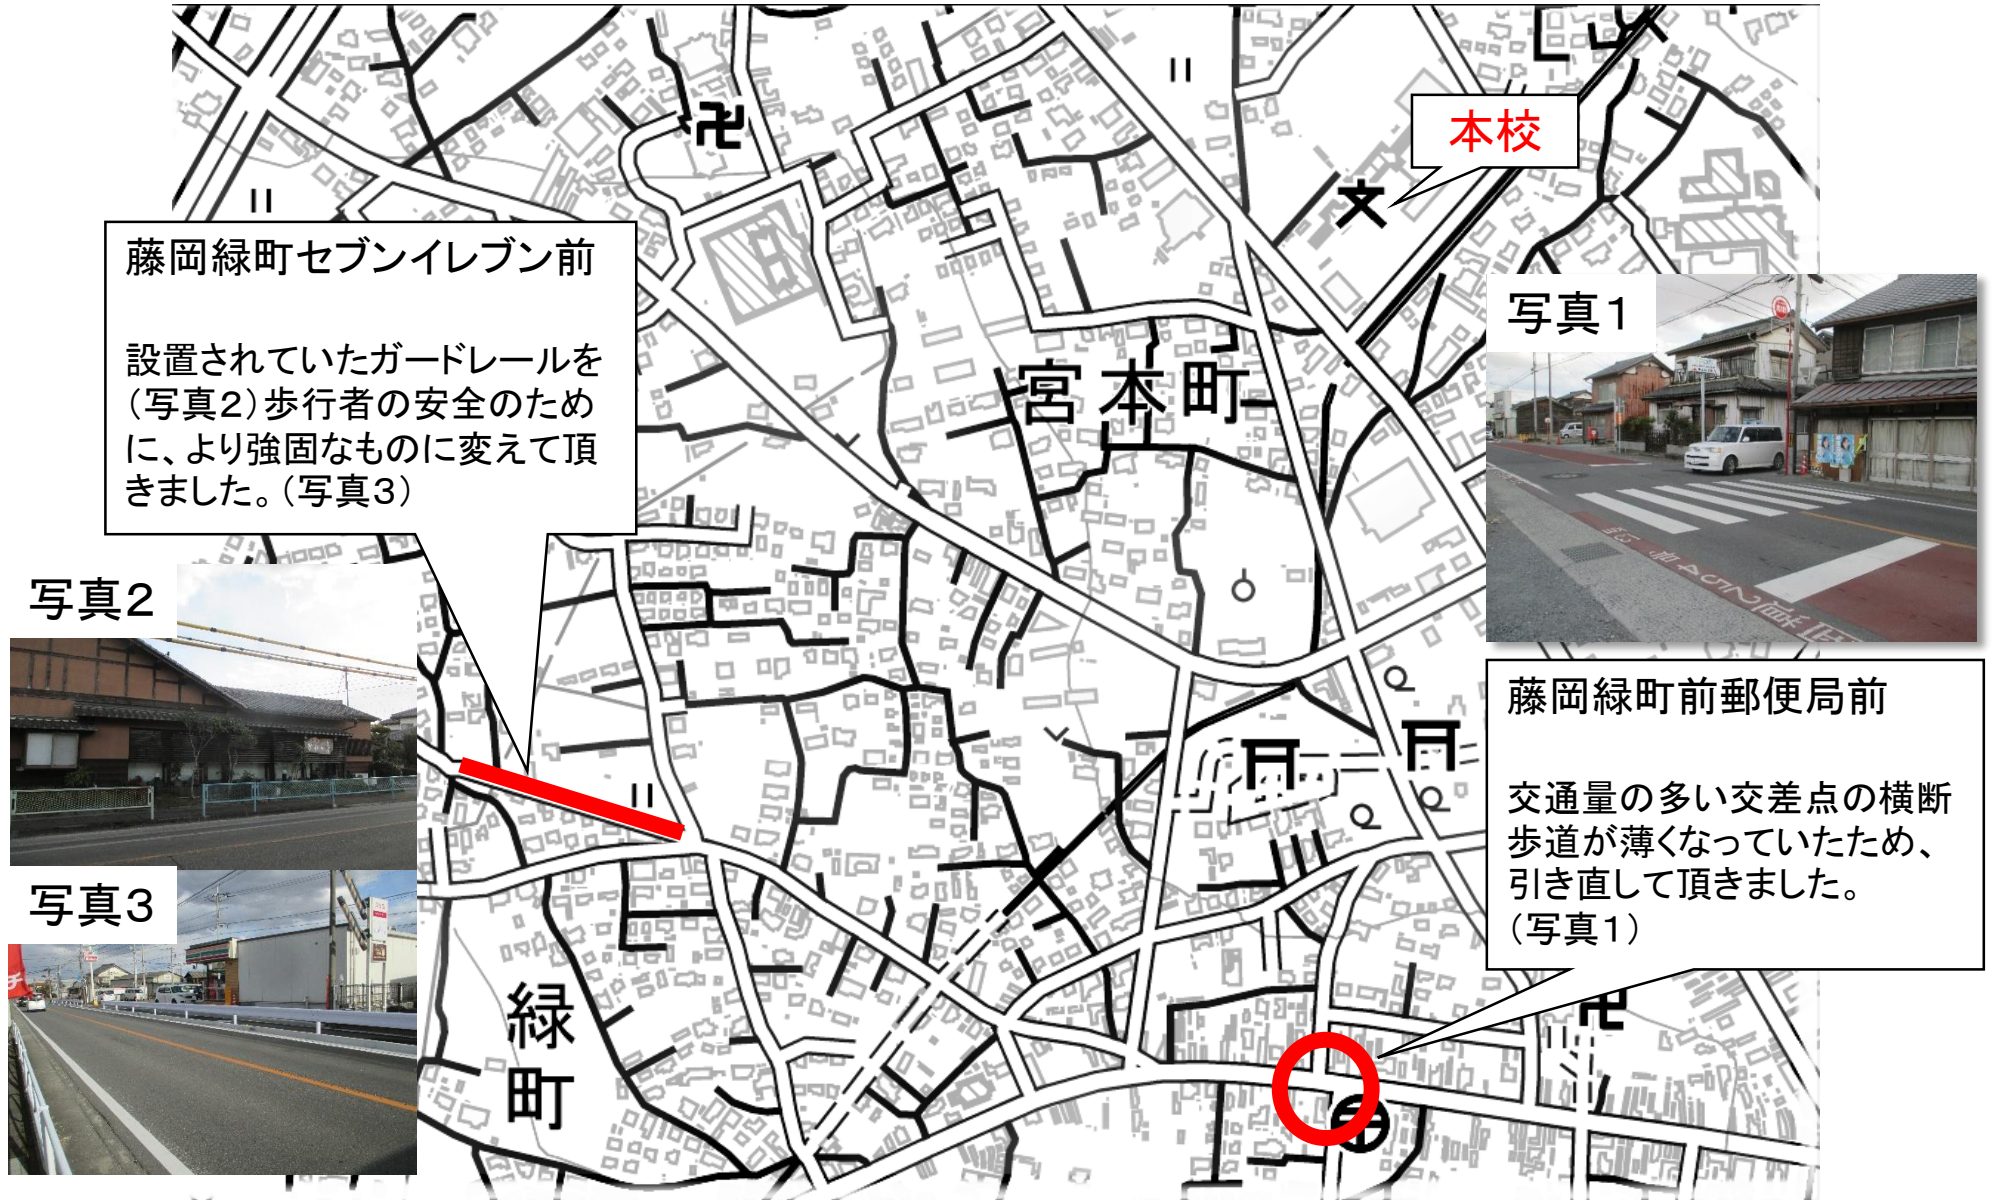 本校
藤岡緑町セブンイレブン前
設置されていたガードレールを
（写真２）歩行者の安全のため
に、より強固なものに変えて頂
きました。（写真３）
写真１
宮本町
写真２
藤岡緑町前郵便局前
交通量の多い交差点の横断
歩道が薄くなっていたため、
引き直して頂きました。
（写真１）
写真３
緑町